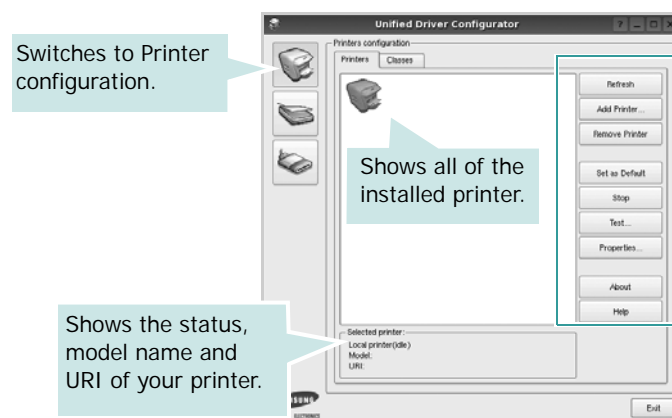 Unified Driver Configurator
Switches to Printer
configuration.
Printers configuration
Printers
Classes
Refresh
Add Printer...
Remove Printer
Shows all of the
installed printer.
Set as Default
Stop
Test...
Properties...
About
Help
Shows the status,
model name and
URI of your printer.
Selected printer:
Local printer(idle)
Model:
URI:
ELECTRONICS
Exit